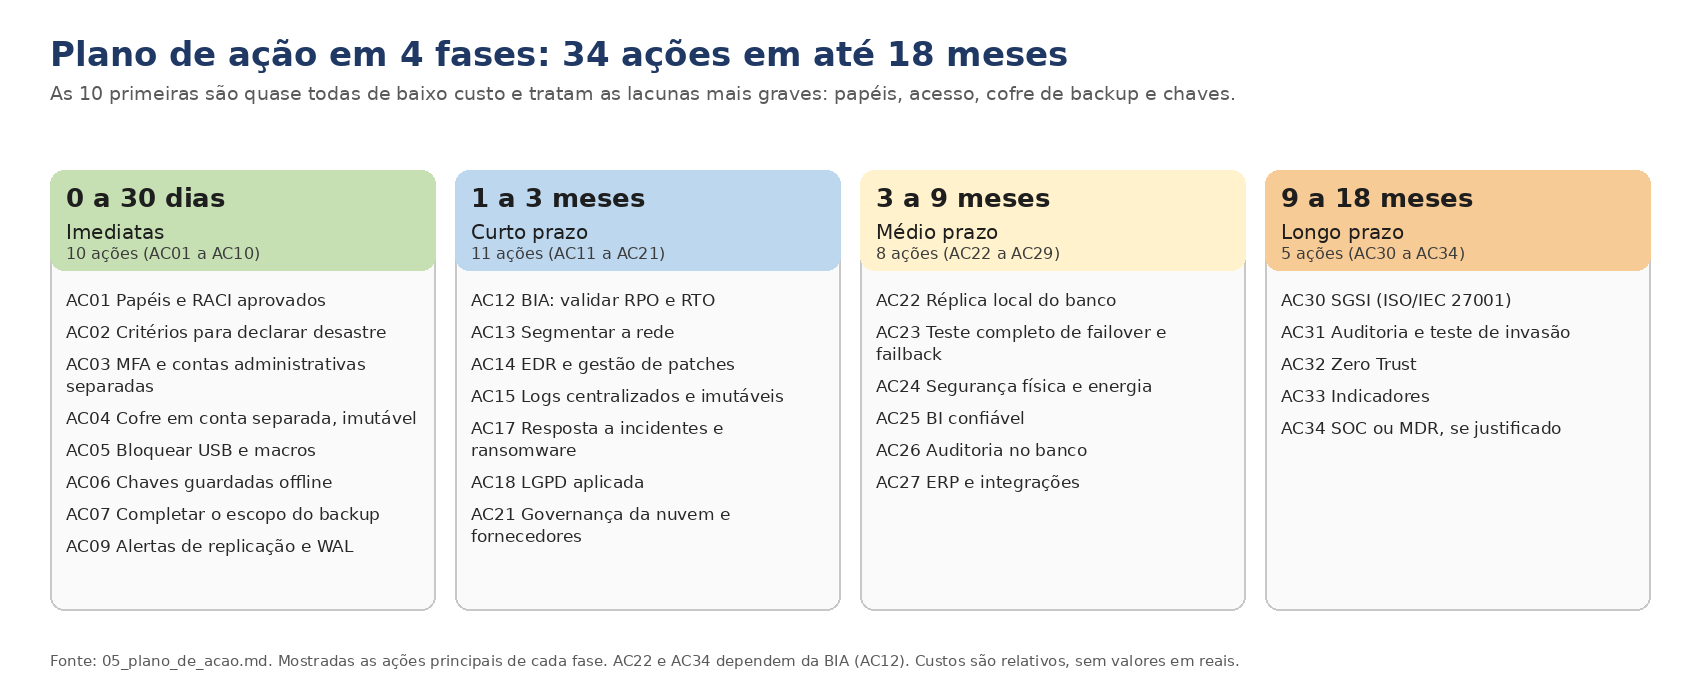 Plano de ação em 4 fases: 34 ações em até 18 meses
As 10 primeiras são quase todas de baixo custo e tratam as lacunas mais graves: papéis, acesso, cofre de backup e chaves.
0 a 30 dias
Imediatas
10 ações (AC01 a AC10)
AC01 Papéis e RACI aprovados
AC02 Critérios para declarar desastre
AC03 MFA e contas administrativas
separadas
AC04 Cofre em conta separada, imutável
AC05 Bloquear USB e macros
AC06 Chaves guardadas offline
AC07 Completar o escopo do backup
AC09 Alertas de replicação e WAL
1 a 3 meses
Curto prazo
11 ações (AC11 a AC21)
AC12 BIA: validar RPO e RTO
AC13 Segmentar a rede
AC14 EDR e gestão de patches
AC15 Logs centralizados e imutáveis
AC17 Resposta a incidentes e
ransomware
AC18 LGPD aplicada
AC21 Governança da nuvem e
fornecedores
3 a 9 meses
Médio prazo
8 ações (AC22 a AC29)
AC22 Réplica local do banco
AC23 Teste completo de failover e
failback
AC24 Segurança física e energia
AC25 BI confiável
AC26 Auditoria no banco
AC27 ERP e integrações
9 a 18 meses
Longo prazo
5 ações (AC30 a AC34)
AC30 SGSI (ISO/IEC 27001)
AC31 Auditoria e teste de invasão
AC32 Zero Trust
AC33 Indicadores
AC34 SOC ou MDR, se justificado
Fonte: 05_plano_de_acao.md. Mostradas as ações principais de cada fase. AC22 e AC34 dependem da BIA (AC12). Custos são relativos, sem valores em reais.